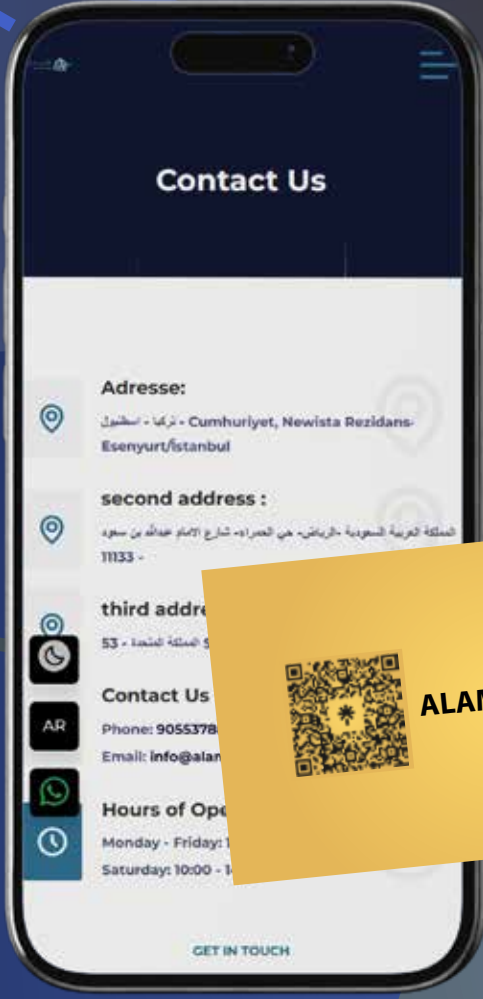 Contact Us
Adresse:
تركيا - اسطنبول - Cumhuriyet, Newista Rezidans-
Esenyurt/İstanbul
second address :
المملكة العربية السعودية -الرياض- حي الحمراء- شارع الامام عبدالله بن سعود
- 11133
third addre
53 - المملكة المتحدة S
Contact Us
Phone: 9055378
Email: info@alan
Hours of Ope
Monday - Friday: 1
Saturday: 10:00 - 1
GET IN TOUCH
AR
ALAN